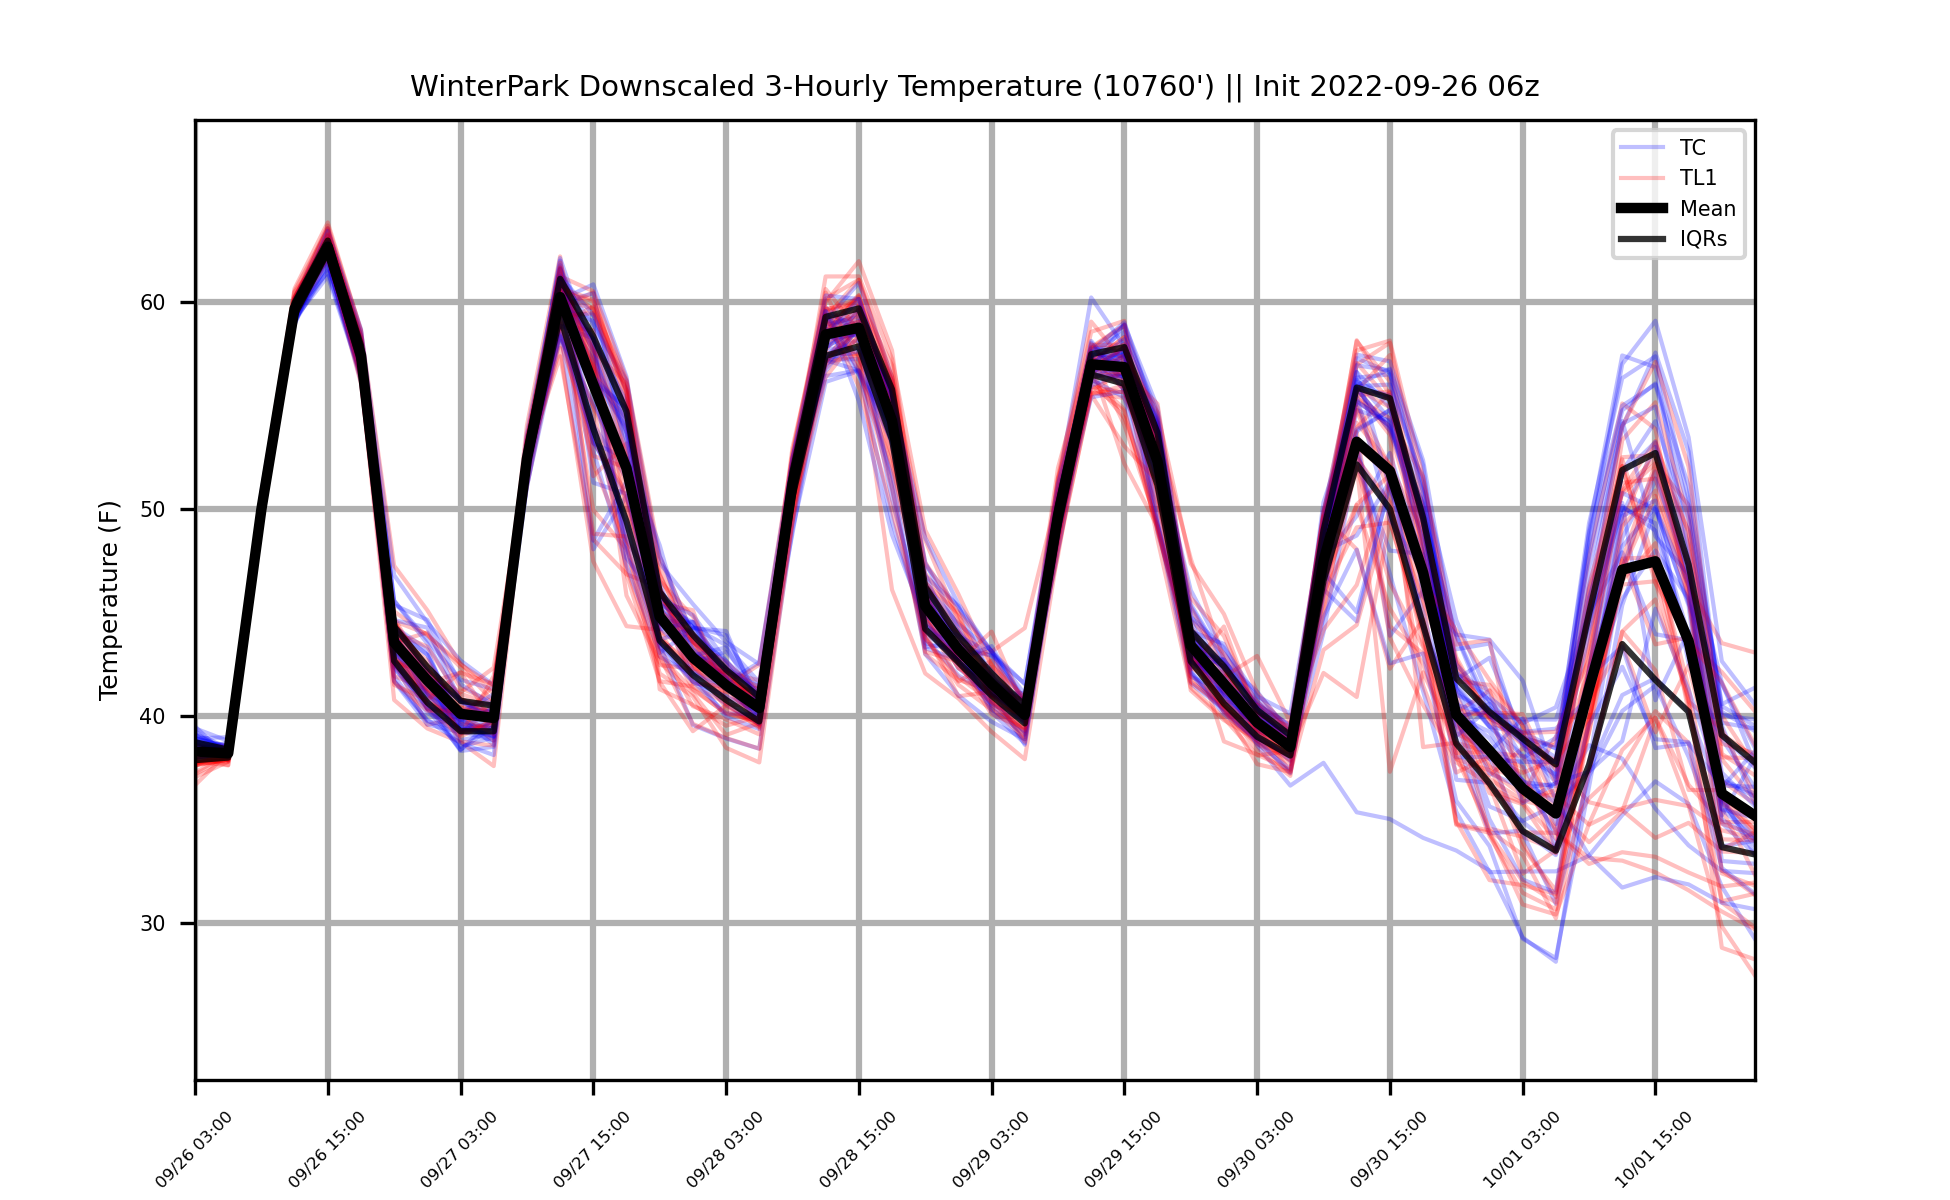 WinterPark Downscaled 3-Hourly Temperature (10760') || Init 2022-09-26 06z
TC
TL1
Mean
IQRs
Temperature (F)
60
50
40
30
09/26 03:00
09/26 15:00
09/27 03:00
09/27 15:00
09/28 03:00
09/28 15:00
09/29 03:00
09/29 15:00
09/30 03:00
09/30 15:00
10/01 03:00
10/01 15:00